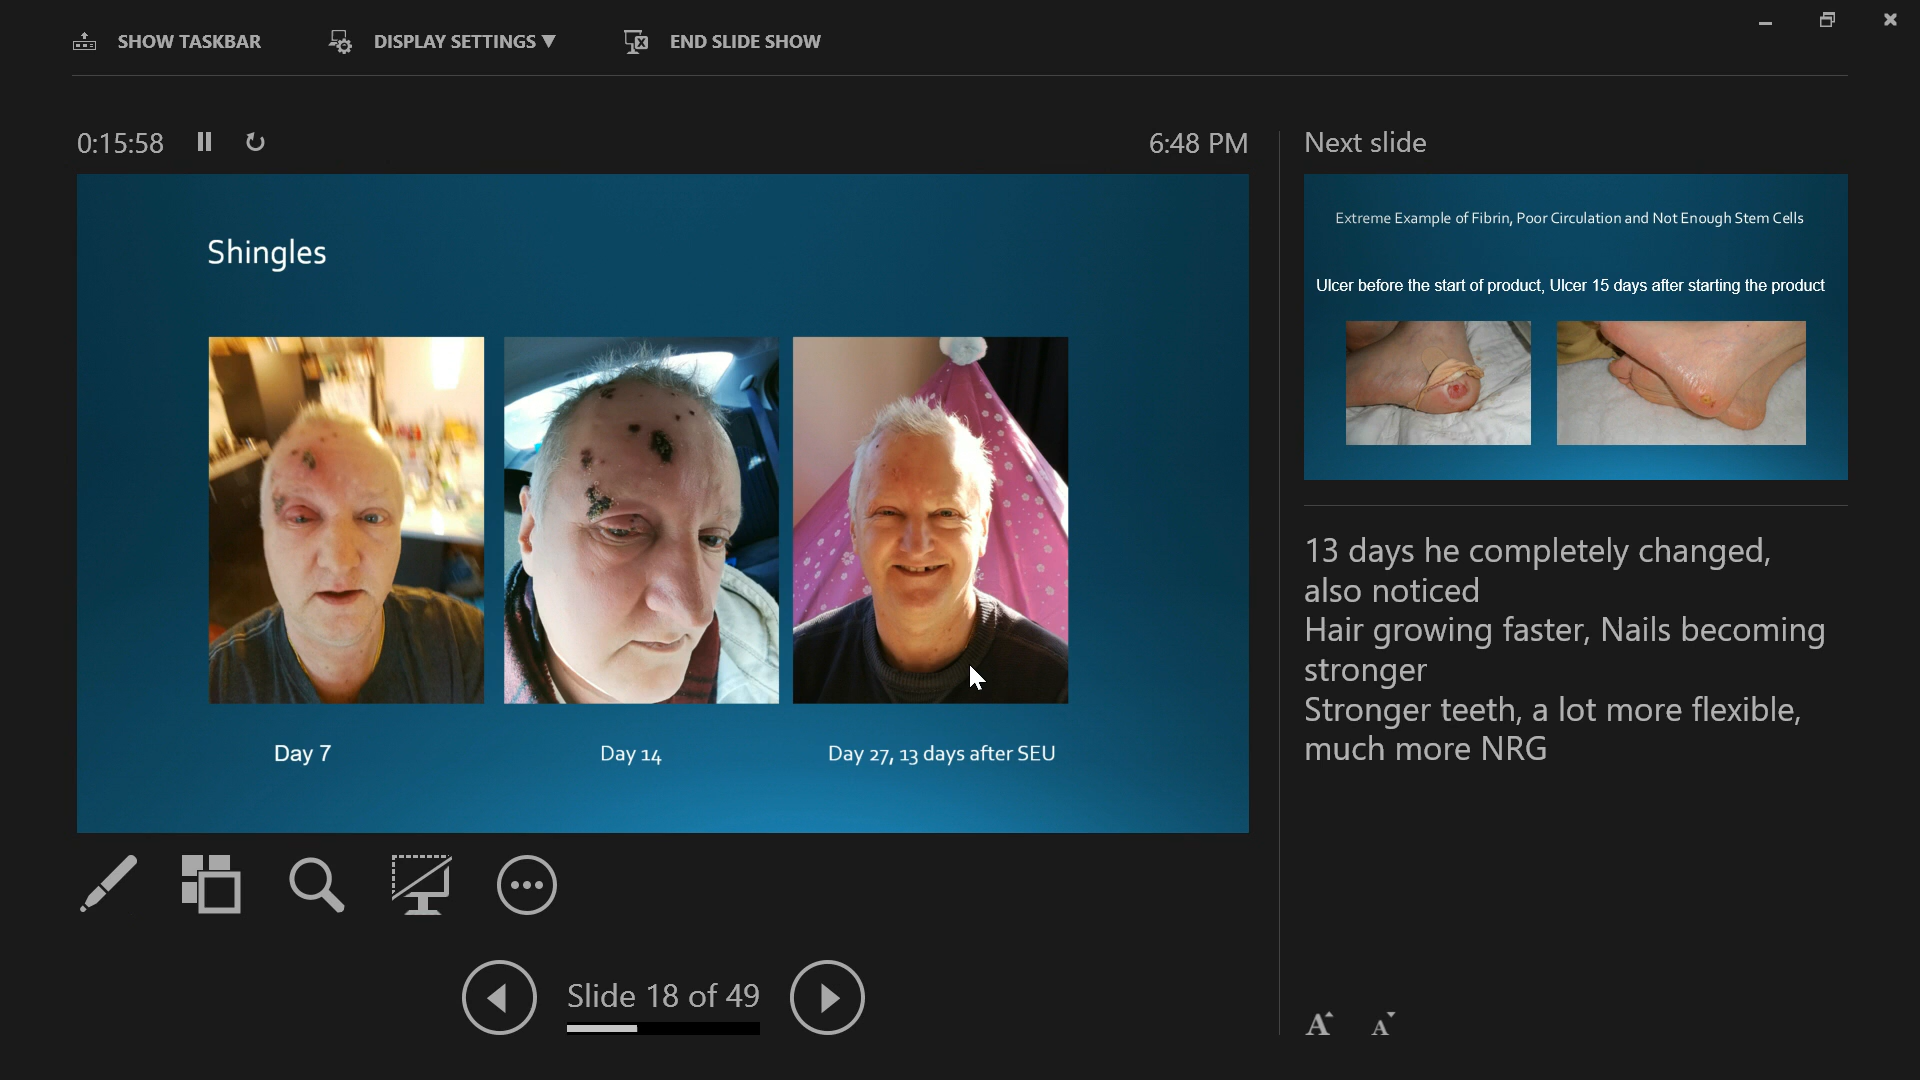 SHOW TASKBAR
DISPLAY SETTINGS ▼
END SLIDE SHOW
0:15:58
6:48 PM
Shingles
Day 7
Day 14
Day 27, 13 days after SEU
Slide 18 of 49
Next slide
Extreme Example of Fibrin, Poor Circulation and Not Enough Stem Cells
Ulcer before the start of product, Ulcer 15 days after starting the product
13 days he completely changed,
also noticed
Hair growing faster, Nails becoming
stronger
Stronger teeth, a lot more flexible,
much more NRG
A A